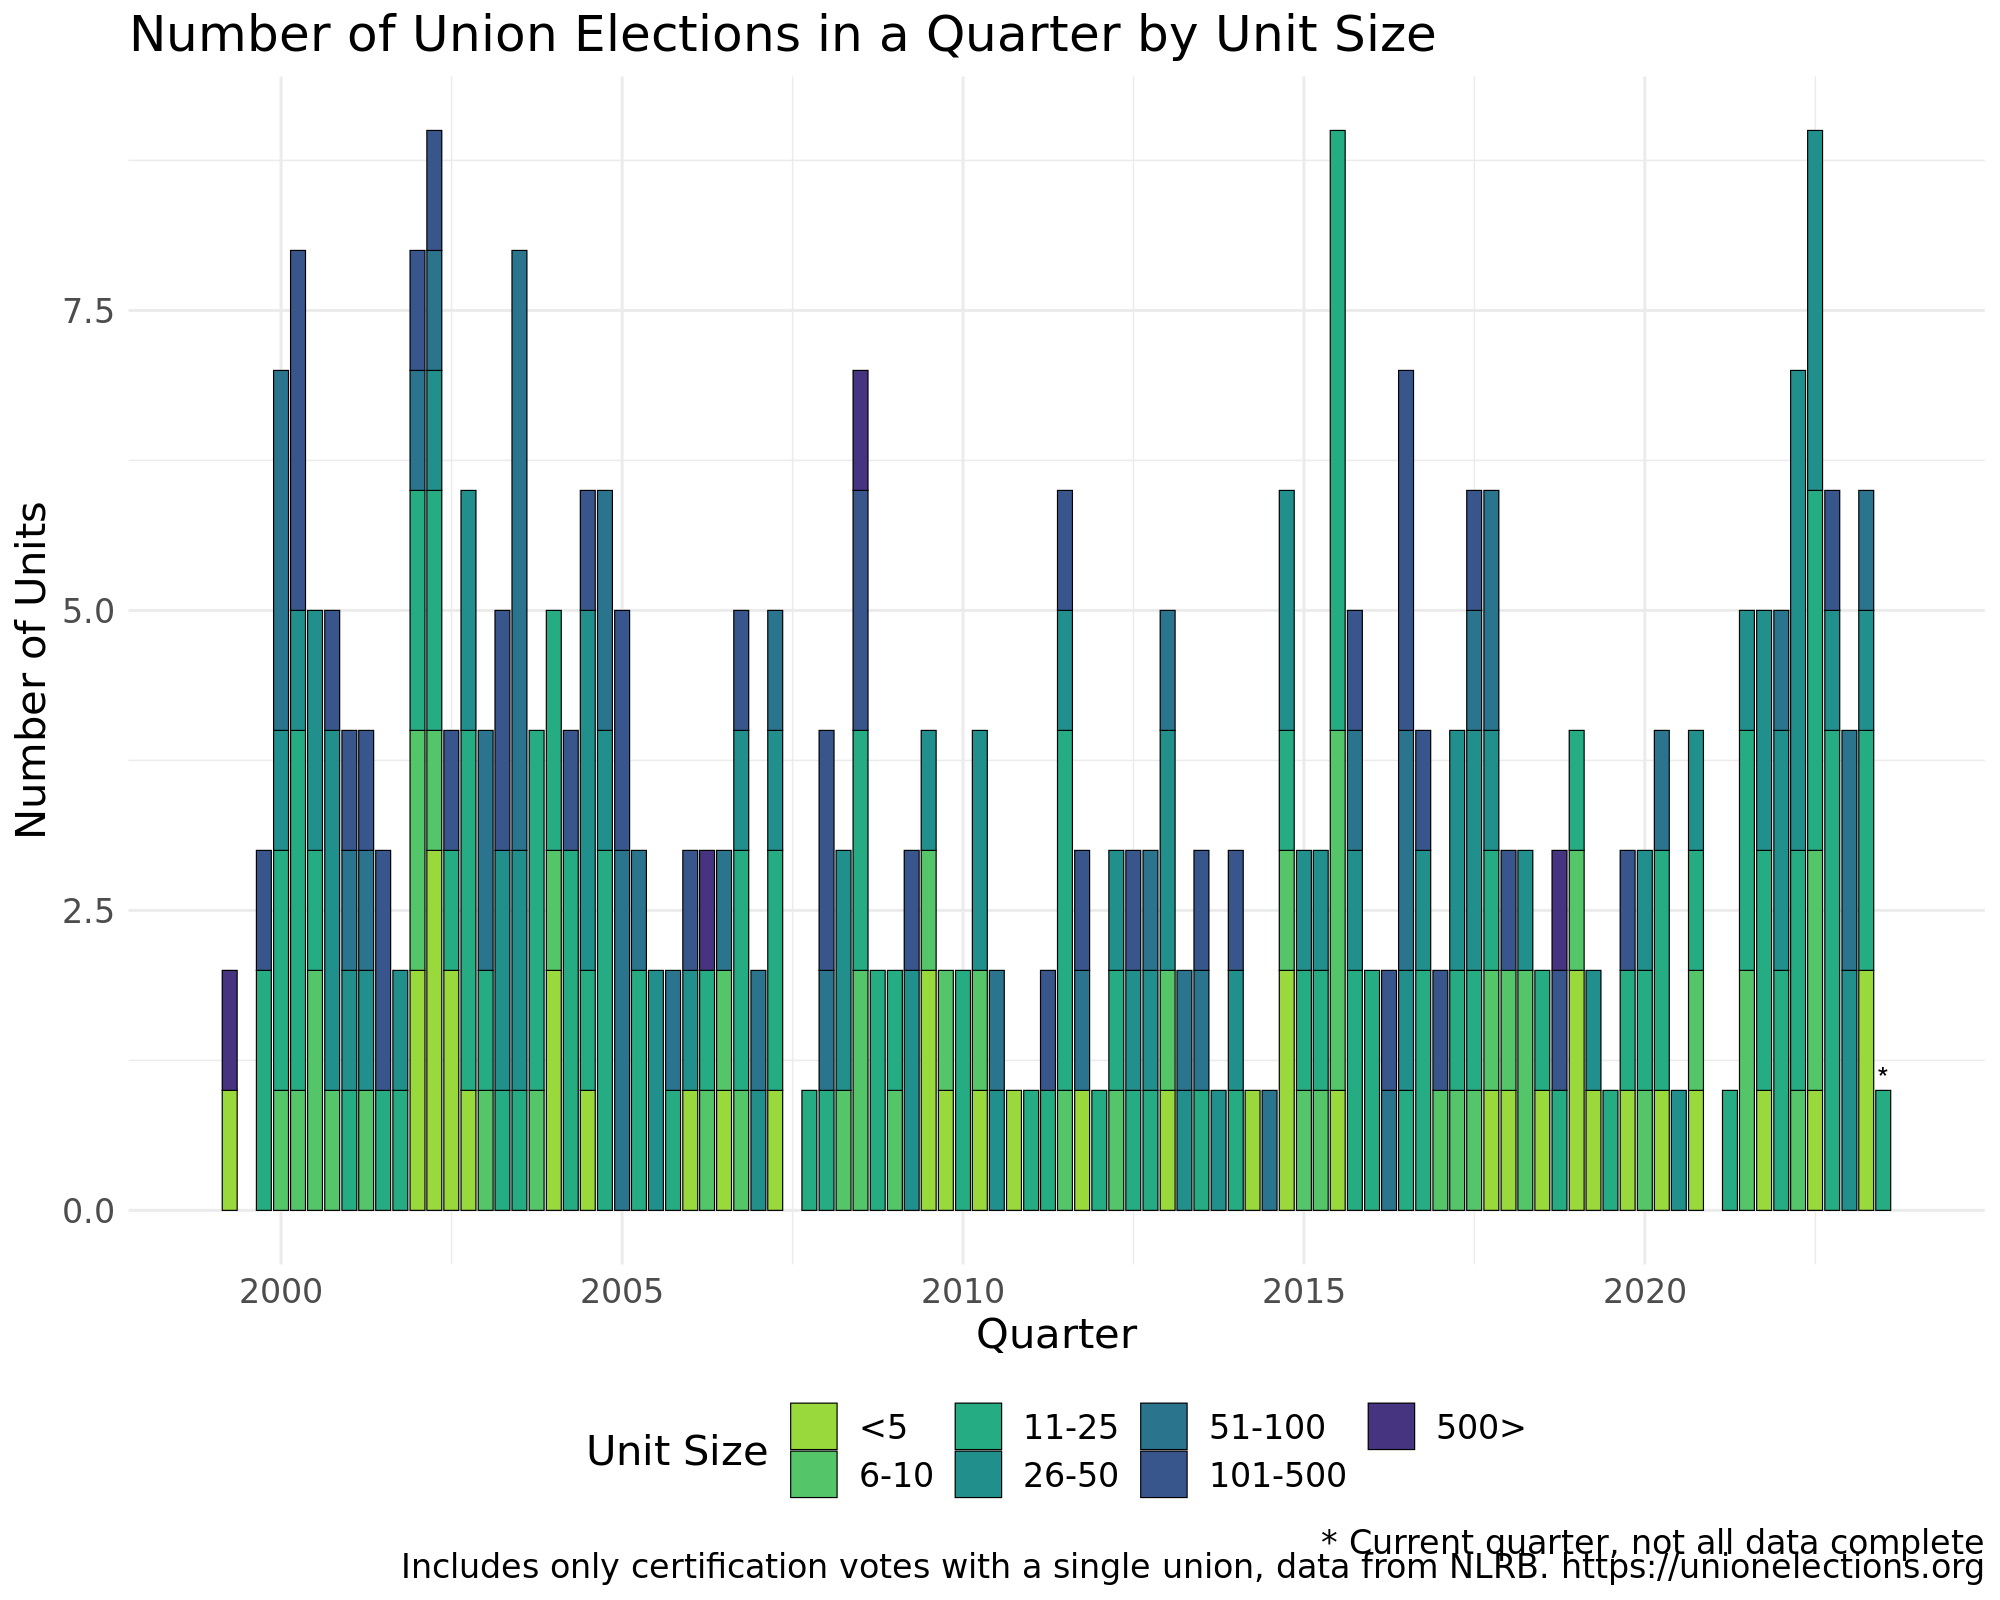 Number of Union Elections in a Quarter by Unit Size
Number of Units
7.5
5.0
2.5
0.0
*
2000 2005 2010 2015 2020
Quarter
Unit Size
<5 11-25 51-100 500>
6-10 26-50 101-500
* Current quarter, not all data complete
Includes only certification votes with a single union, data from NLRB. https://unionelections.org